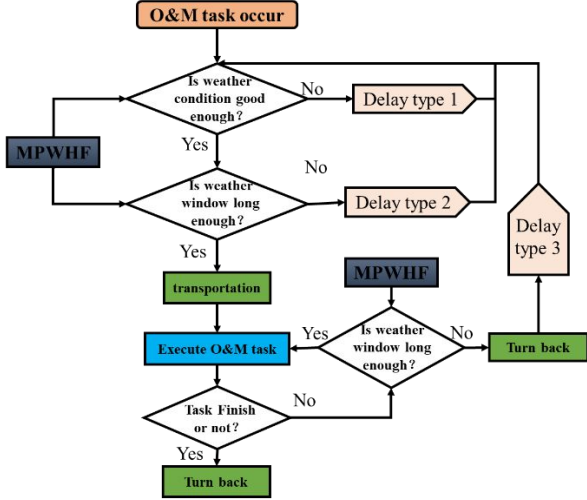 O&M task occur
Is weather
condition good
enough?
No
Delay type 1
MPWHF
Yes
No
Is weather
window long
enough?
Delay type 2
Delay
type 3
Yes
MPWHF
transportation
Execute O&M task
Yes
Is weather
window long
enough?
No
Turn back
Task Finish
or not?
No
Yes
Turn back